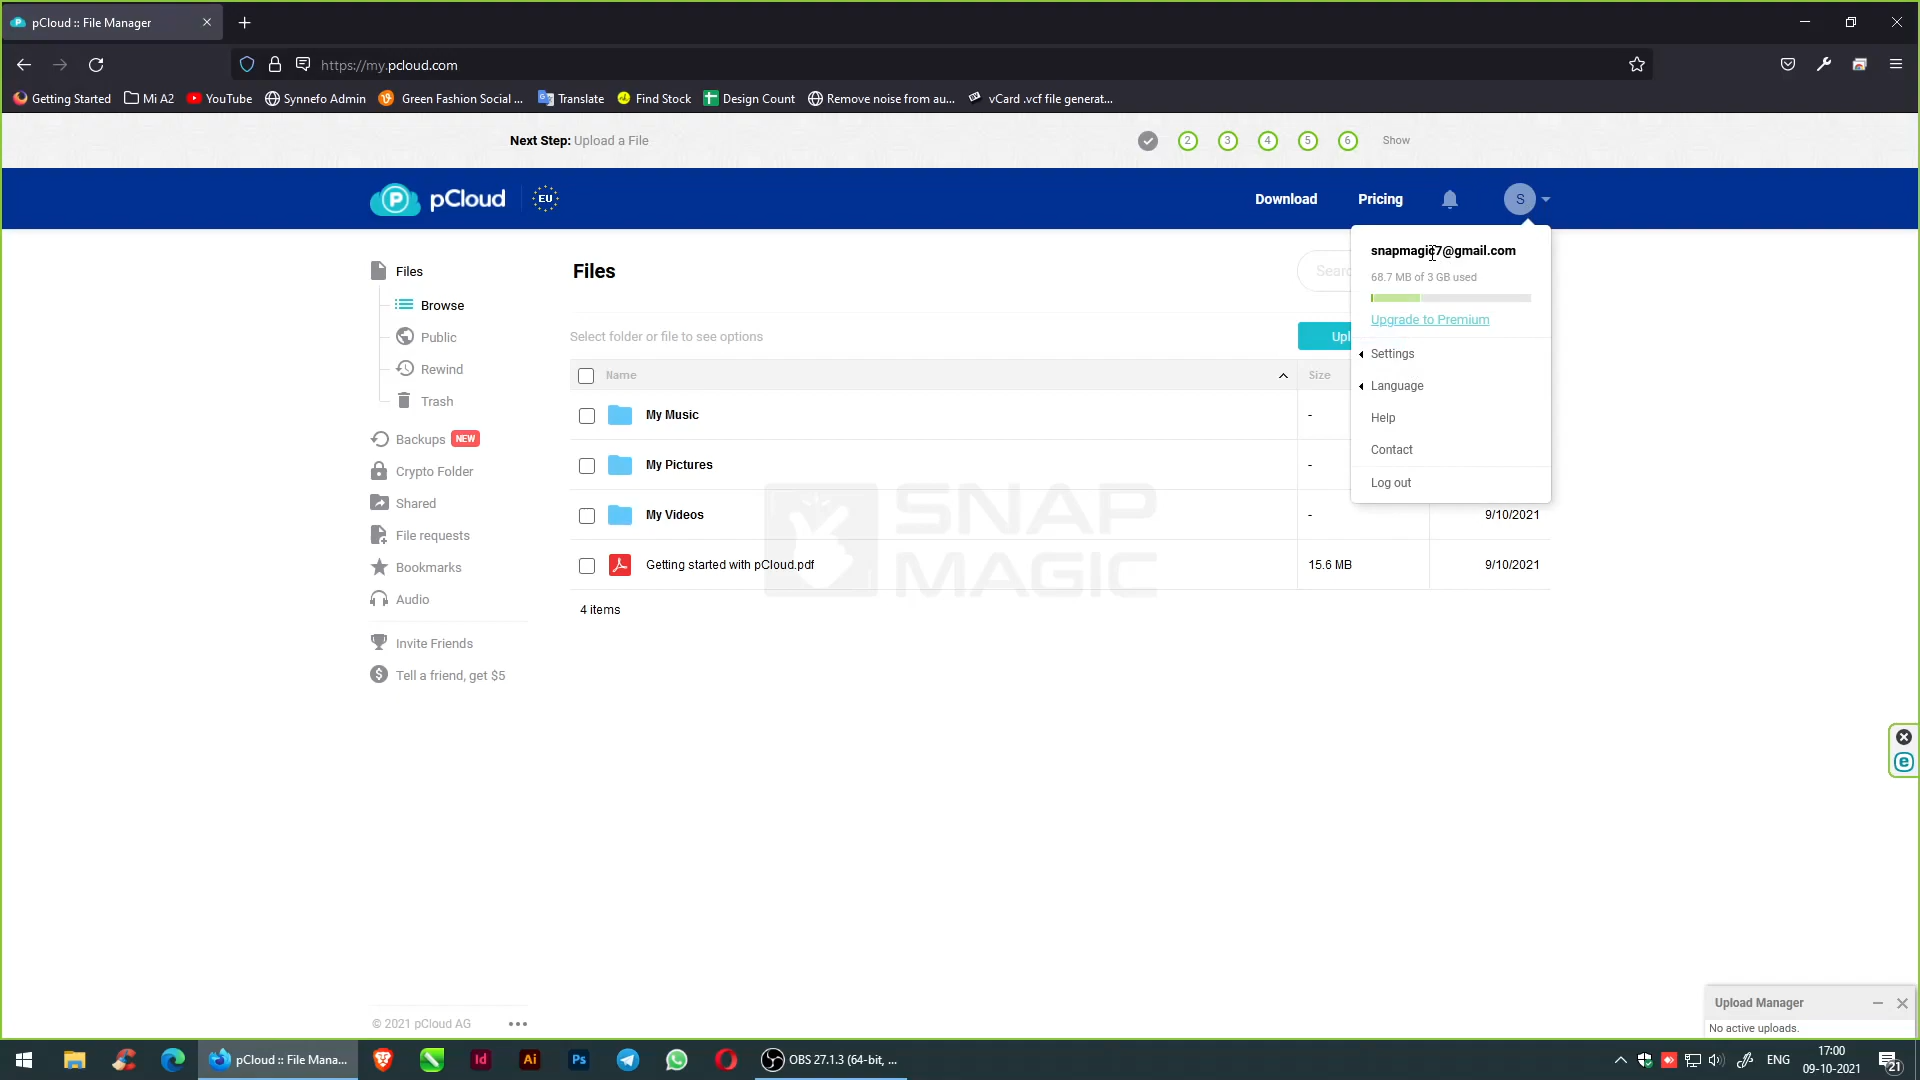 pCloud :: File Manager
https://my.pcloud.com
Getting Started
Mi A2
YouTube
Synnefo Admin
Green Fashion Social ...
Translate
Find Stock
Design Count
Remove noise from au...
vCard .vcf file generat...
Next Step: Upload a File
2
3
4
5
6
Show
P pCloud
EU
Download
Pricing
S
snapmagic7@gmail.com
68.7 MB of 3 GB used
Upgrade to Premium
Settings
Language
Help
Contact
Log out
Files
Browse
Public
Rewind
Trash
Backups NEW
Crypto Folder
Shared
File requests
Bookmarks
Audio
Invite Friends
Tell a friend, get $5
Files
Select folder or file to see options
Name
Size
My Music
-
My Pictures
-
My Videos
-
9/10/2021
Getting started with pCloud.pdf
15.6 MB
9/10/2021
4 items
SNAP
MAGIC
© 2021 pCloud AG
Upload Manager
No active uploads.
pCloud :: File Mana...
Id
Ai
Ps
OBS 27.1.3 (64-bit, ...
ENG
17:00
09-10-2021
21